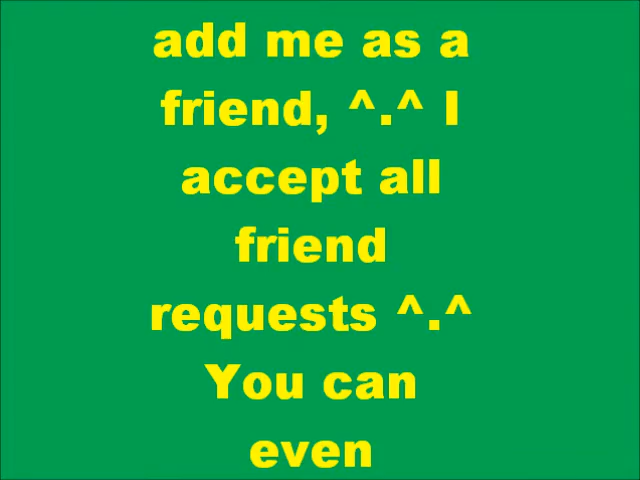 add me as a
friend, ^.^ I
accept all
friend
requests ^.^
You can
even